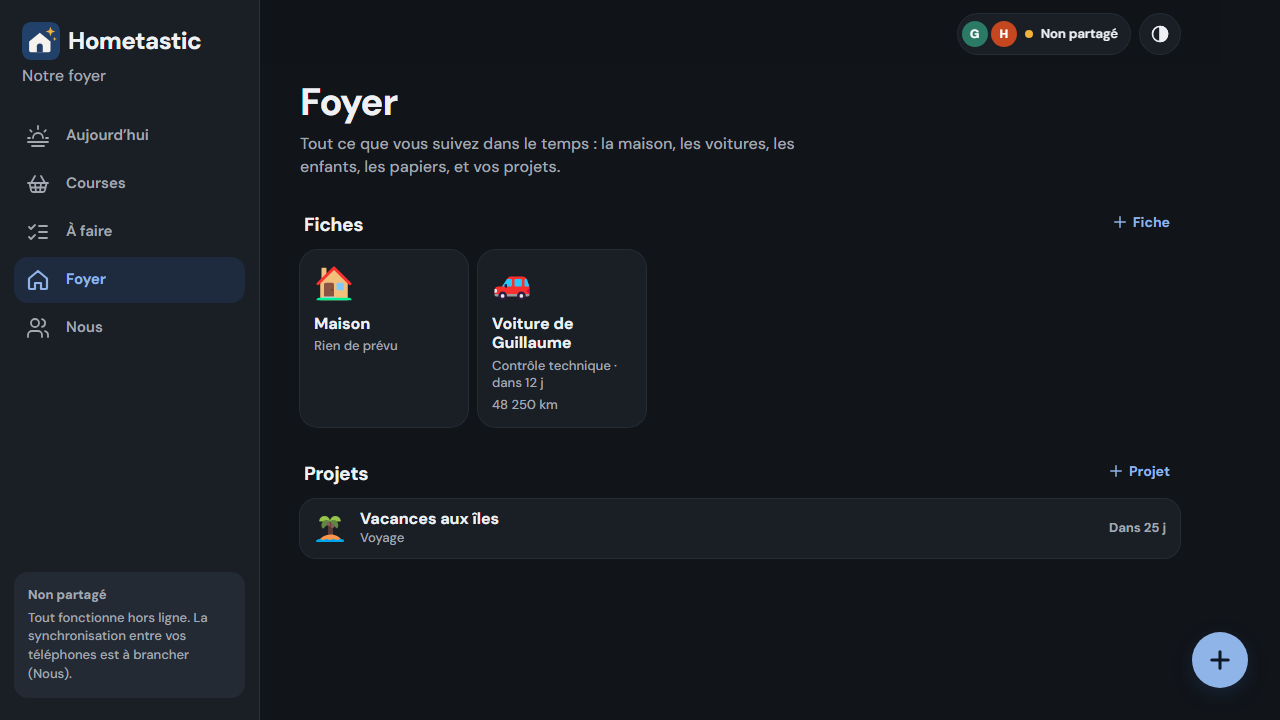 Hometastic
Notre foyer
Aujourd’hui
Courses
À faire
Foyer
Nous
Non partagé
Tout fonctionne hors ligne. La
synchronisation entre vos
téléphones est à brancher
(Nous).
G
H
Non partagé
Foyer
Tout ce que vous suivez dans le temps : la maison, les voitures, les
enfants, les papiers, et vos projets.
Fiches
+ Fiche
Maison
Rien de prévu
Voiture de
Guillaume
Contrôle technique ·
dans 12 j
48 250 km
Projets
+ Projet
Vacances aux îles
Voyage
Dans 25 j